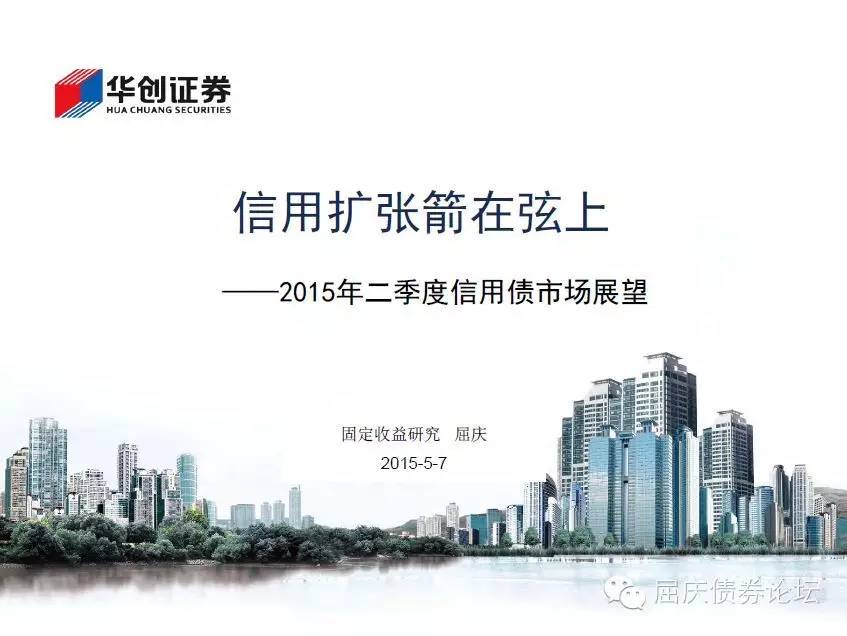 华创证券
HUA CHUANG SECURITIES
信用扩张箭在弦上
——2015年二季度信用债市场展望
固定收益研究 屈庆
2015-5-7
屈庆债券论坛